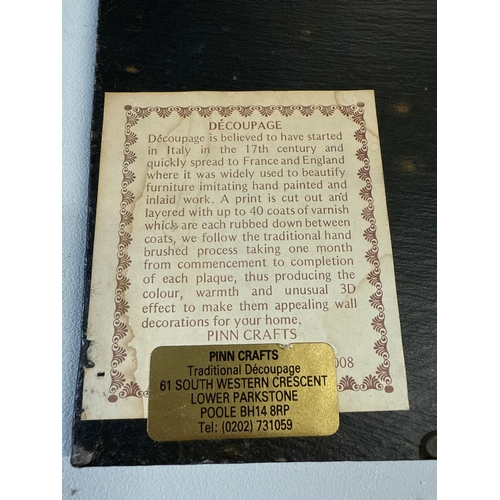 DÉCOUPAGE
Découpage is believed to have started
in Italy in the 17th century and
quickly spread to France and England
where it was widely used to beautify
furniture imitating hand painted and
inlaid work. A print is cut out and
layered with up to 40 coats of varnish
which are each rubbed down between
coats, we follow the traditional hand
brushed process taking one month
from commencement to completion
of each plaque, thus producing the
colour, warmth and unusual 3D
effect to make them appealing wall
decorations for your home.
PINN CRAFTS
008
PINN CRAFTS
Traditional Découpage
61 SOUTH WESTERN CRESCENT
LOWER PARKSTONE
POOLE BH14 8RP
Tel: (0202) 731059